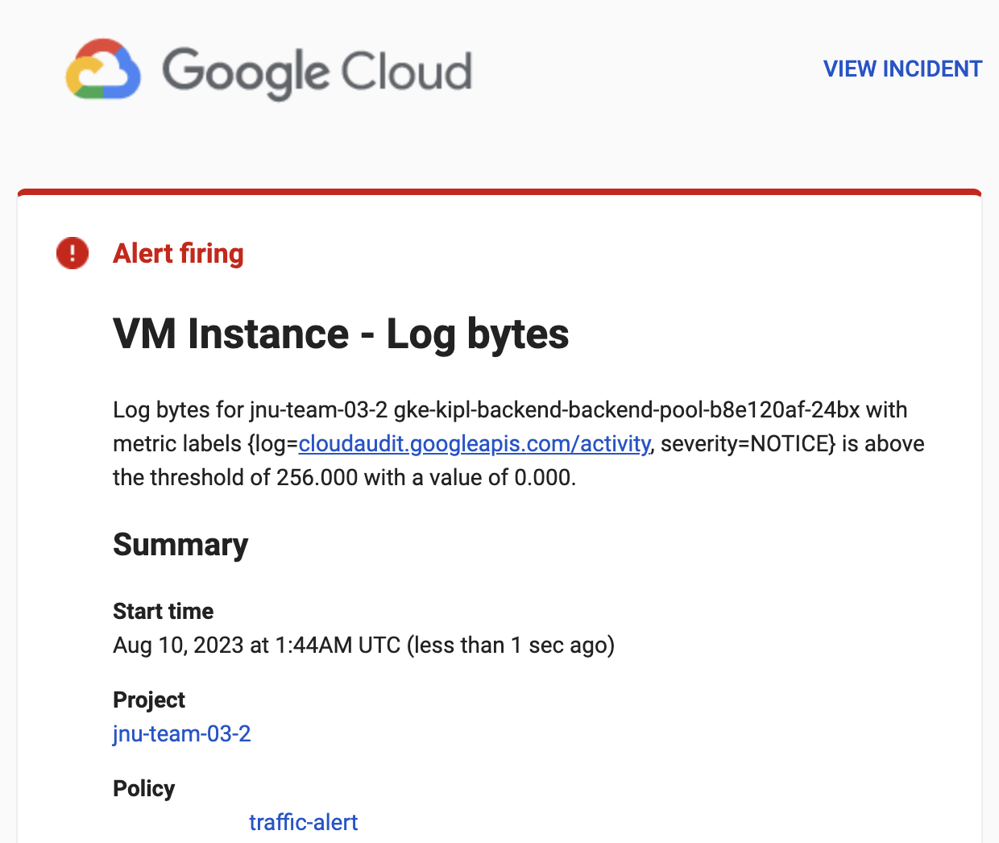 Google Cloud
VIEW INCIDENT
Alert firing
VM Instance - Log bytes
Log bytes for jnu-team-03-2 gke-kipl-backend-backend-pool-b8e120af-24bx with
metric labels {log=cloudaudit.googleapis.com/activity, severity=NOTICE} is above
the threshold of 256.000 with a value of 0.000.
Summary
Start time
Aug 10, 2023 at 1:44AM UTC (less than 1 sec ago)
Project
jnu-team-03-2
Policy
traffic-alert